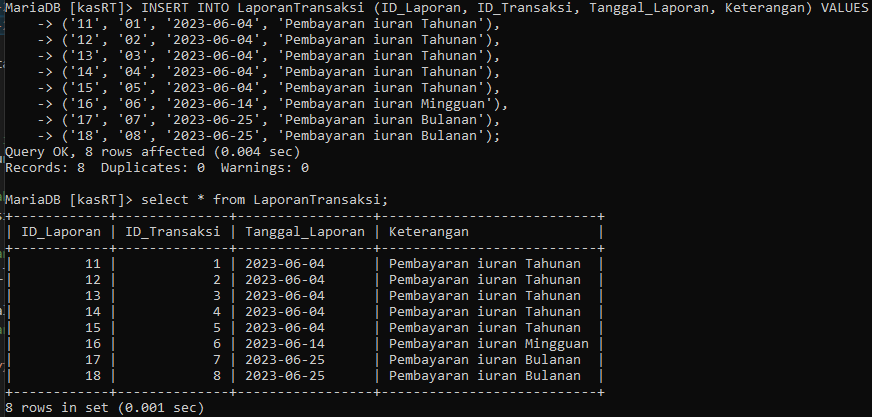 MariaDB [kasRT]> INSERT INTO LaporanTransaksi (ID_Laporan, ID_Transaksi, Tanggal_Laporan, Keterangan) VALUES
    -> ('11', '01', '2023-06-04', 'Pembayaran iuran Tahunan'),
    -> ('12', '02', '2023-06-04', 'Pembayaran iuran Tahunan'),
    -> ('13', '03', '2023-06-04', 'Pembayaran iuran Tahunan'),
    -> ('14', '04', '2023-06-04', 'Pembayaran iuran Tahunan'),
    -> ('15', '05', '2023-06-04', 'Pembayaran iuran Tahunan'),
    -> ('16', '06', '2023-06-14', 'Pembayaran iuran Mingguan'),
    -> ('17', '07', '2023-06-25', 'Pembayaran iuran Bulanan'),
    -> ('18', '08', '2023-06-25', 'Pembayaran iuran Bulanan');
Query OK, 8 rows affected (0.004 sec)
Records: 8  Duplicates: 0  Warnings: 0
MariaDB [kasRT]> select * from LaporanTransaksi;
+------------+--------------+-----------------+---------------------------+
| ID_Laporan | ID_Transaksi | Tanggal_Laporan | Keterangan                |
+------------+--------------+-----------------+---------------------------+
|         11 |            1 | 2023-06-04      | Pembayaran iuran Tahunan  |
|         12 |            2 | 2023-06-04      | Pembayaran iuran Tahunan  |
|         13 |            3 | 2023-06-04      | Pembayaran iuran Tahunan  |
|         14 |            4 | 2023-06-04      | Pembayaran iuran Tahunan  |
|         15 |            5 | 2023-06-04      | Pembayaran iuran Tahunan  |
|         16 |            6 | 2023-06-14      | Pembayaran iuran Mingguan |
|         17 |            7 | 2023-06-25      | Pembayaran iuran Bulanan  |
|         18 |            8 | 2023-06-25      | Pembayaran iuran Bulanan  |
+------------+--------------+-----------------+---------------------------+
8 rows in set (0.001 sec)